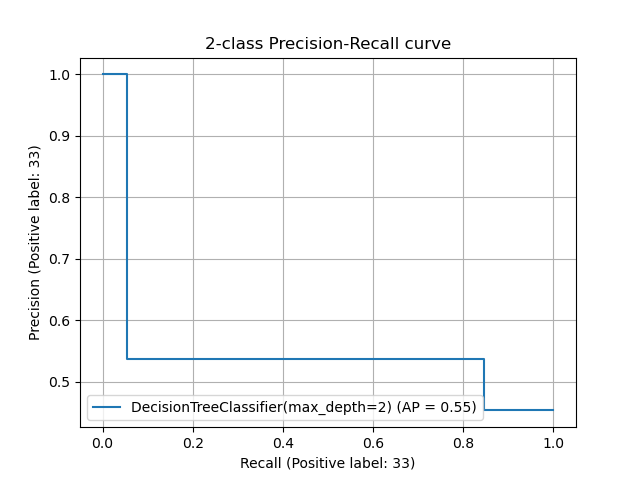 2-class Precision-Recall curve
Precision (Positive label: 33)
1.0
0.9
0.8
0.7
0.6
0.5
DecisionTreeClassifier(max_depth=2) (AP = 0.55)
0.0 0.2 0.4 0.6 0.8 1.0
Recall (Positive label: 33)